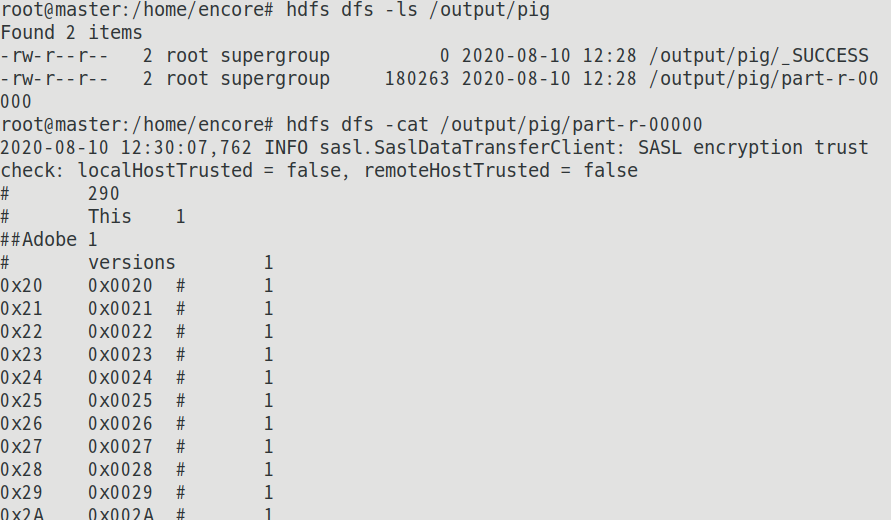 root@master:/home/encore# hdfs dfs -ls /output/pig
Found 2 items
-rw-r--r--   2 root supergroup          0 2020-08-10 12:28 /output/pig/_SUCCESS
-rw-r--r--   2 root supergroup     180263 2020-08-10 12:28 /output/pig/part-r-00
000
root@master:/home/encore# hdfs dfs -cat /output/pig/part-r-00000
2020-08-10 12:30:07,762 INFO sasl.SaslDataTransferClient: SASL encryption trust
check: localHostTrusted = false, remoteHostTrusted = false
#       290
#       This    1
##Adobe 1
#       versions        1
0x20    0x0020  #       1
0x21    0x0021  #       1
0x22    0x0022  #       1
0x23    0x0023  #       1
0x24    0x0024  #       1
0x25    0x0025  #       1
0x26    0x0026  #       1
0x27    0x0027  #       1
0x28    0x0028  #       1
0x29    0x0029  #       1
0x2A    0x002A  #       1